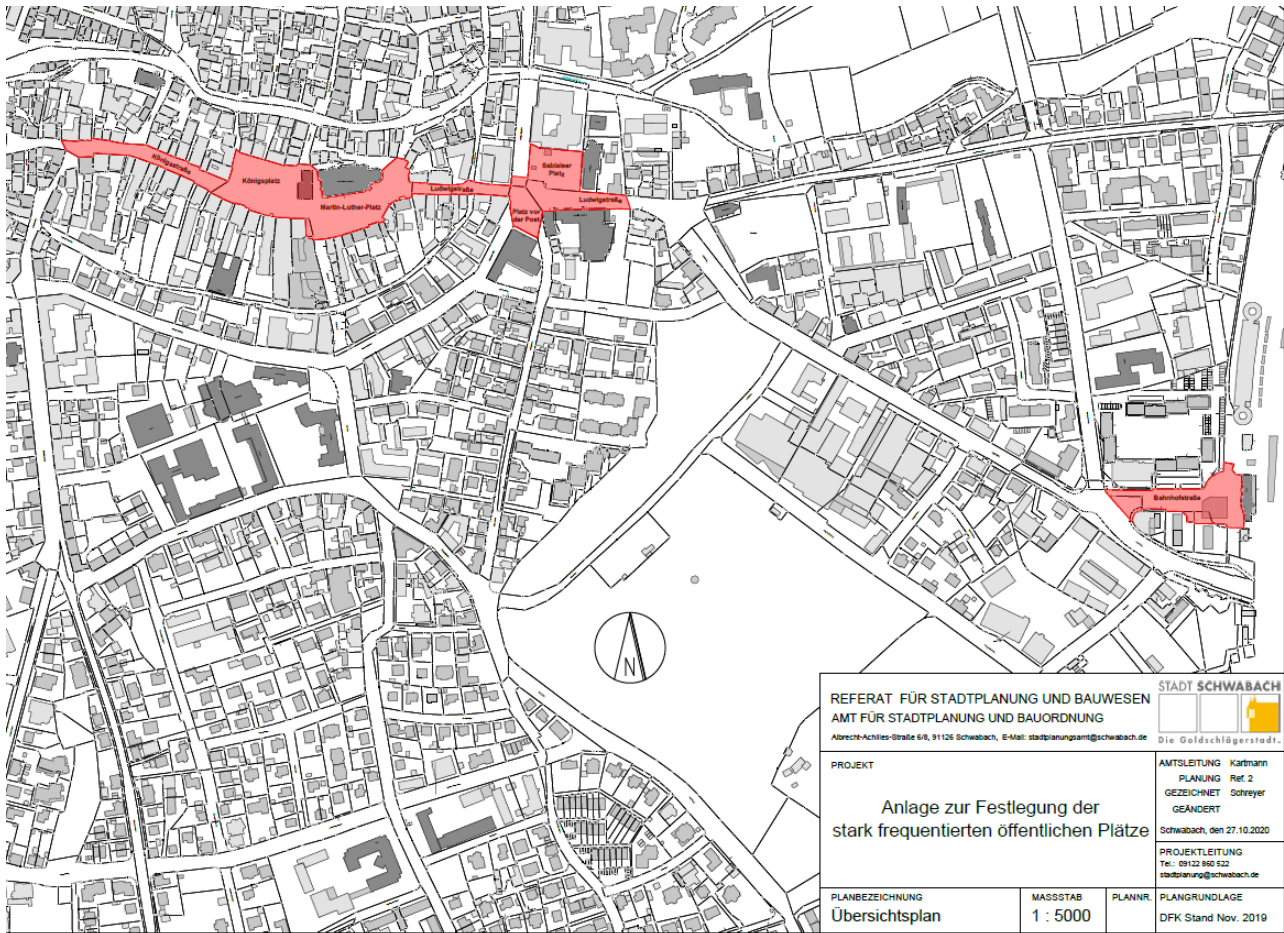 Königsstraße
Königsplatz
Martin-Luther-Platz
Ludwigstraße
Sablaiser
Platz
Ludwigstraße
Platz vor
der Post
Bahnhofstraße
N
REFERAT FÜR STADTPLANUNG UND BAUWESEN
AMT FÜR STADTPLANUNG UND BAUORDNUNG
Albrecht-Achilles-Straße 6/8, 91126 Schwabach, E-Mail: stadtplanungsamt@schwabach.de
STADT SCHWABACH
Die Goldschlägerstadt.
PROJEKT
Anlage zur Festlegung der
stark frequentierten öffentlichen Plätze
AMTSLEITUNG Kartmann
PLANUNG Ref. 2
GEZEICHNET Schreyer
GEÄNDERT
Schwabach, den 27.10.2020
PROJEKTLEITUNG
Tel.: 09122 860 522
stadtplanung@schwabach.de
PLANBEZEICHNUNG
Übersichtsplan
MASSSTAB
1 : 5000
PLANNR.
PLANGRUNDLAGE
DFK Stand Nov. 2019